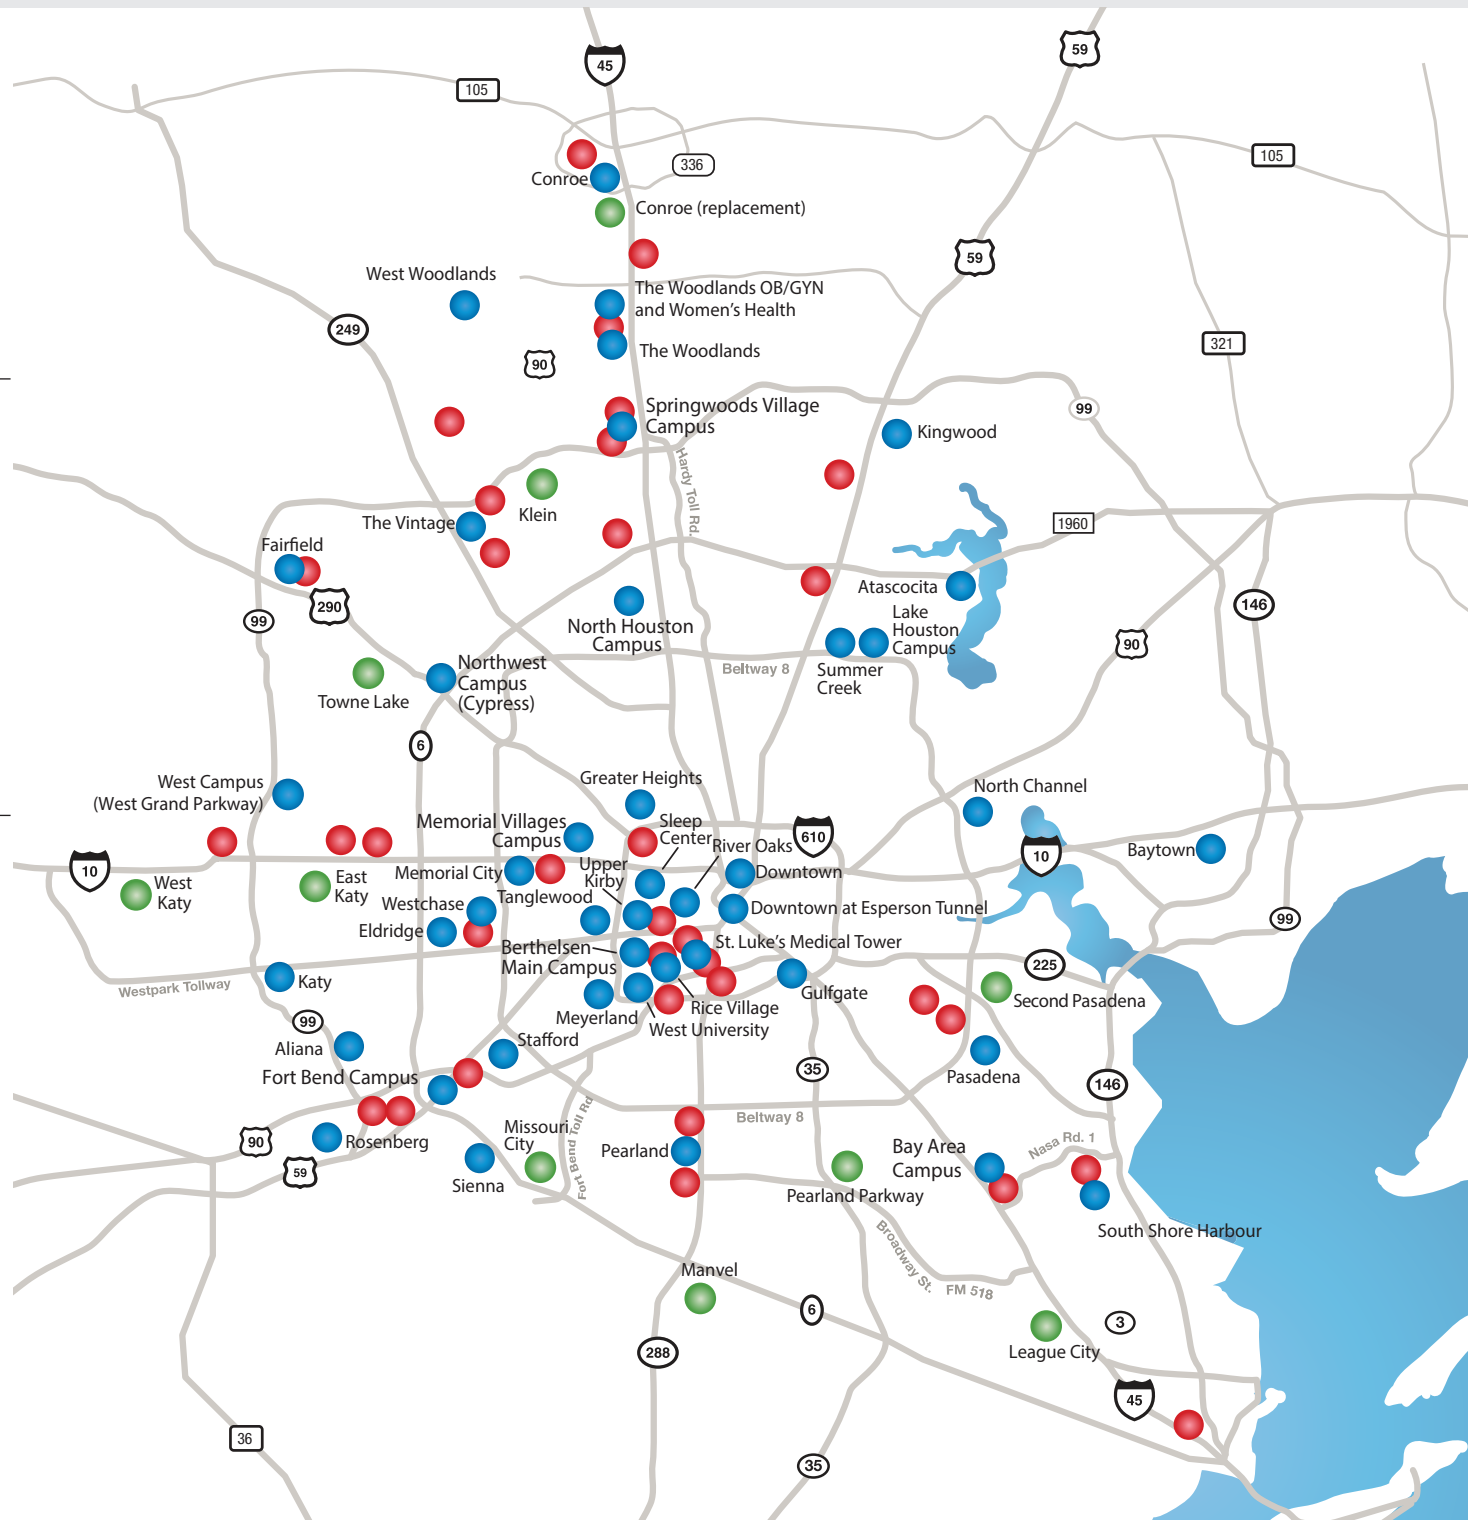 45
59
105
336
105
Conroe
Conroe (replacement)
59
West Woodlands
The Woodlands OB/GYN
and Women's Health
249
321
90
The Woodlands
Springwoods Village
Campus
99
Kingwood
Hardy Toll Rd.
Klein
The Vintage
1960
Fairfield
290
99
Atascocita
146
Lake
Houston
Campus
North Houston
Campus
90
Beltway 8
Summer
Creek
Northwest
Campus
(Cypress)
Towne Lake
6
West Campus
(West Grand Parkway)
Greater Heights
North Channel
Memorial Villages
Campus
Sleep
Center
River Oaks
610
10
Baytown
10
Memorial City
Upper
Kirby
Downtown
West
Katy
East
Katy
Tanglewood
Westchase
Downtown at Esperson Tunnel
99
Eldridge
Berthelsen
Main Campus
St. Luke's Medical Tower
225
Westpark Tollway
Katy
Gulfgate
Second Pasadena
Meyerland
Rice Village
West University
99
Aliana
Stafford
Pasadena
35
146
Fort Bend Campus
Fort Bend Toll Rd
Beltway 8
Missouri
City
90
Rosenberg
59
Sienna
Pearland
Pearland Parkway
Bay Area
Campus
Nasa Rd. 1
South Shore Harbour
Broadway St.
FM 518
Manvel
6
3
League City
288
45
36
35